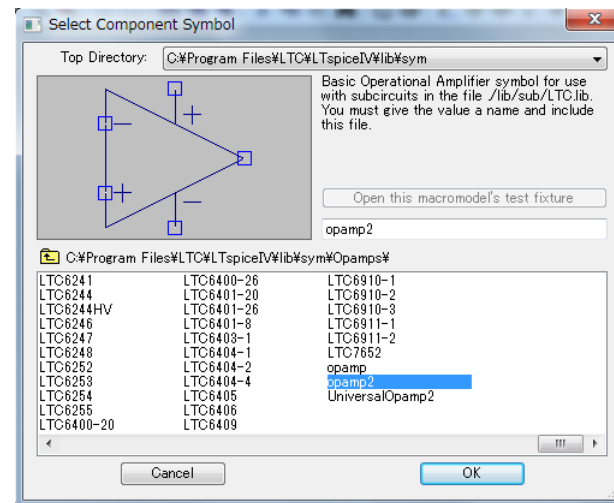 Select Component Symbol
Top Directory: C:¥Program Files¥LTC¥LTspiceIV¥lib¥sym
Basic Operational Amplifier symbol for use
with subcircuits in the file ./lib/sub/LTC.lib.
You must give the value a name and include
this file.
Open this macromodel's test fixture
opamp2
C:¥Program Files¥LTC¥LTspiceIV¥lib¥sym¥Opamps¥
LTC6241 LTC6400-26 LTC6910-1
LTC6244 LTC6401-20 LTC6910-2
LTC6244HV LTC6401-26 LTC6910-3
LTC6246 LTC6401-8 LTC6911-1
LTC6247 LTC6403-1 LTC6911-2
LTC6248 LTC6404-1 LTC7652
LTC6252 LTC6404-2 opamp
LTC6253 LTC6404-4 opamp2
LTC6254 LTC6405 UniversalOpamp2
LTC6255 LTC6406
LTC6400-20 LTC6409
Cancel OK